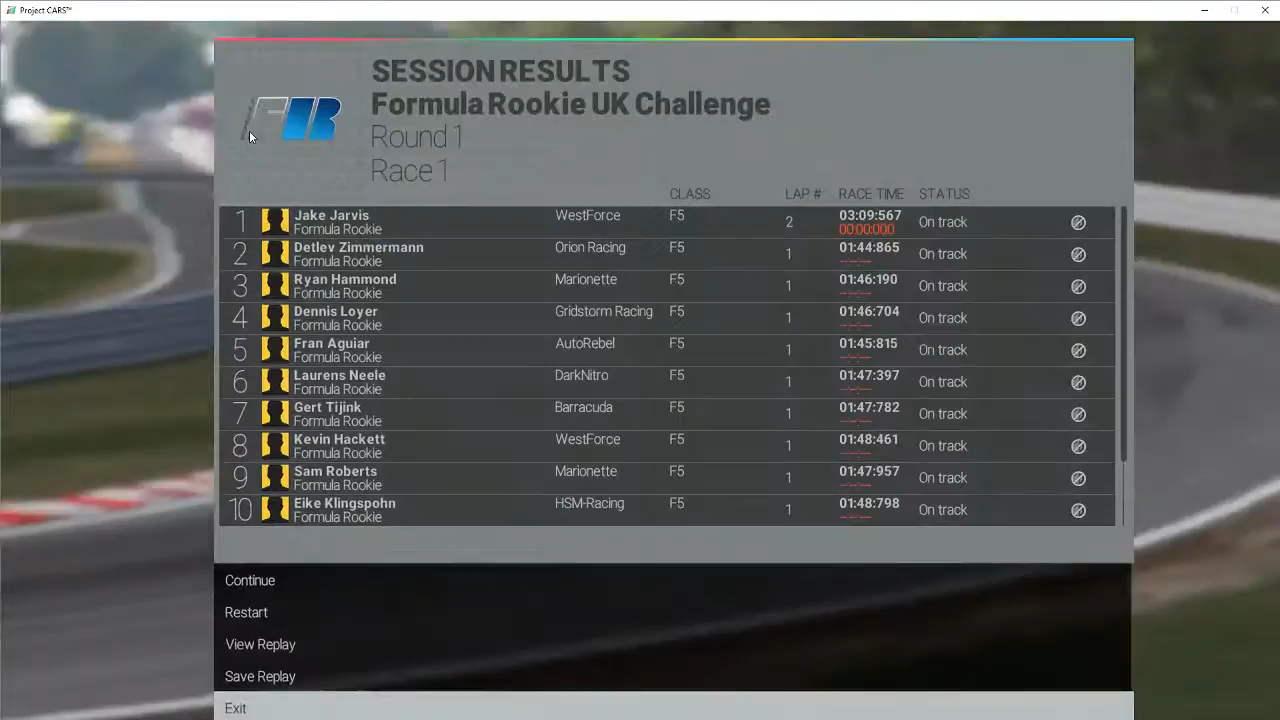 Project CARS™
SESSION RESULTS
Formula Rookie UK Challenge
Round 1
Race 1
CLASS LAP # RACE TIME STATUS
1 Jake Jarvis WestForce F5 2 03:09:567 On track
Formula Rookie 00:00:000
2 Detlev Zimmermann Orion Racing F5 1 01:44:865 On track
Formula Rookie --:--:---
3 Ryan Hammond Marionette F5 1 01:46:190 On track
Formula Rookie --:--:---
4 Dennis Loyer Gridstorm Racing F5 1 01:46:704 On track
Formula Rookie --:--:---
5 Fran Aguiar AutoRebel F5 1 01:45:815 On track
Formula Rookie --:--:---
6 Laurens Neele DarkNitro F5 1 01:47:397 On track
Formula Rookie --:--:---
7 Gert Tijink Barracuda F5 1 01:47:782 On track
Formula Rookie --:--:---
8 Kevin Hackett WestForce F5 1 01:48:461 On track
Formula Rookie --:--:---
9 Sam Roberts Marionette F5 1 01:47:957 On track
Formula Rookie --:--:---
10 Eike Klingspohn HSM-Racing F5 1 01:48:798 On track
Formula Rookie --:--:---
Continue
Restart
View Replay
Save Replay
Exit